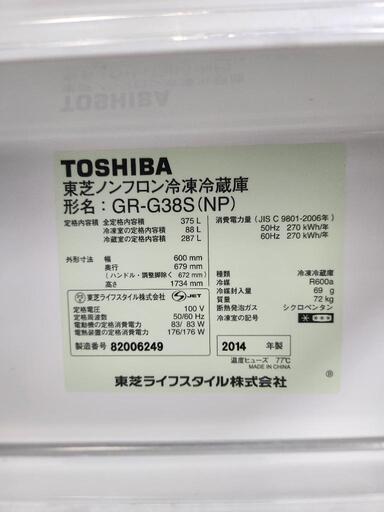 TOSHIBA
東芝ノンフロン冷凍冷蔵庫
形名：GR-G38S(NP)
定格内容積 全定格内容積 375 L
冷凍室の定格内容積 88 L
冷蔵室の定格内容積 287 L
消費電力量(JIS C 9801-2006年)
50Hz 270 kWh/年
60Hz 270 kWh/年
外形寸法 幅 600 mm
奥行 679 mm
(ハンドル・調整脚除く 672 mm)
高さ 1734 mm
種類 冷凍冷蔵庫
冷媒 R600a
冷媒封入量 69 g
質量 72 kg
断熱発泡ガス シクロペンタン
冷凍室の記号
東芝ライフスタイル株式会社 JET
定格電圧 100 V
定格周波数 50/60 Hz
電動機の定格消費電力 83/ 83 W
電熱装置の定格消費電力 176/176 W
製造番号 82006249
2014 年製
温度ヒューズ 77℃
MADE IN CHINA
東芝ライフスタイル株式会社
Ⓑ